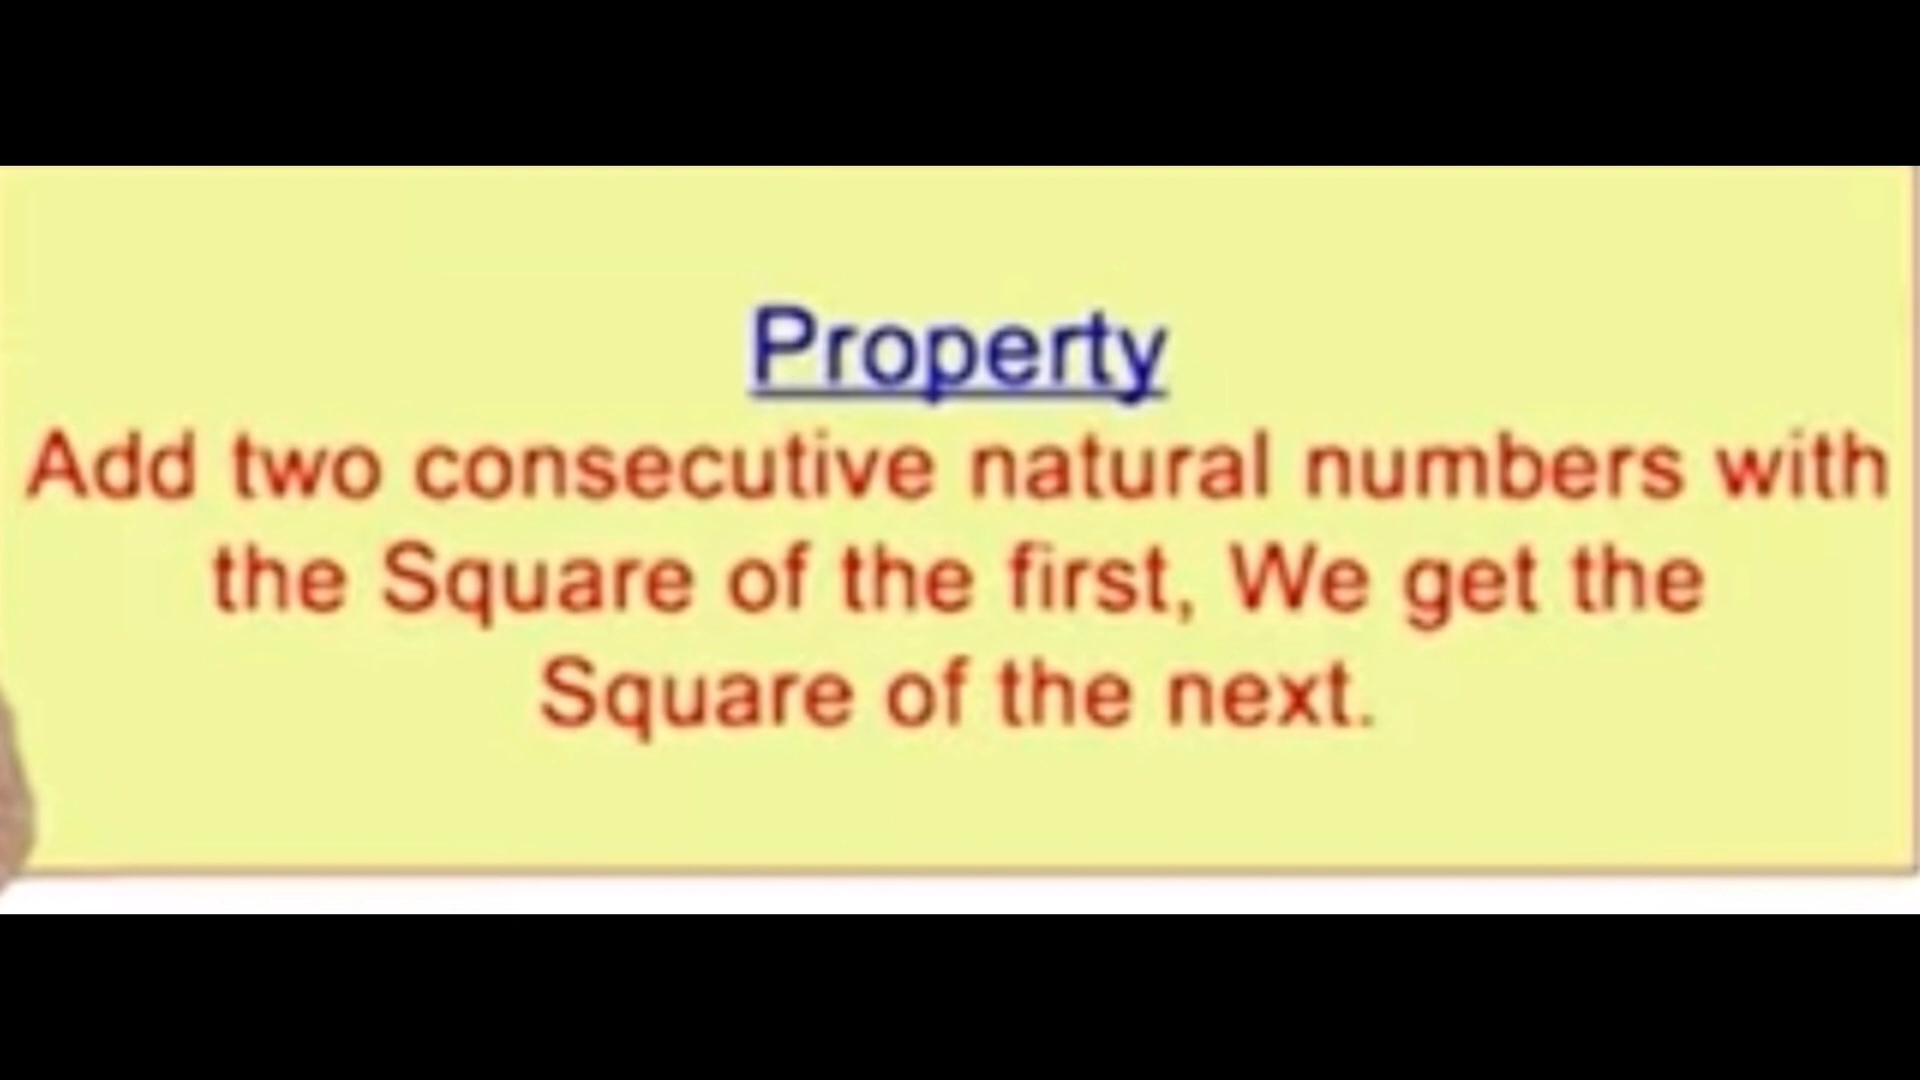 Property
Add two consecutive natural numbers with
the Square of the first, We get the
Square of the next.